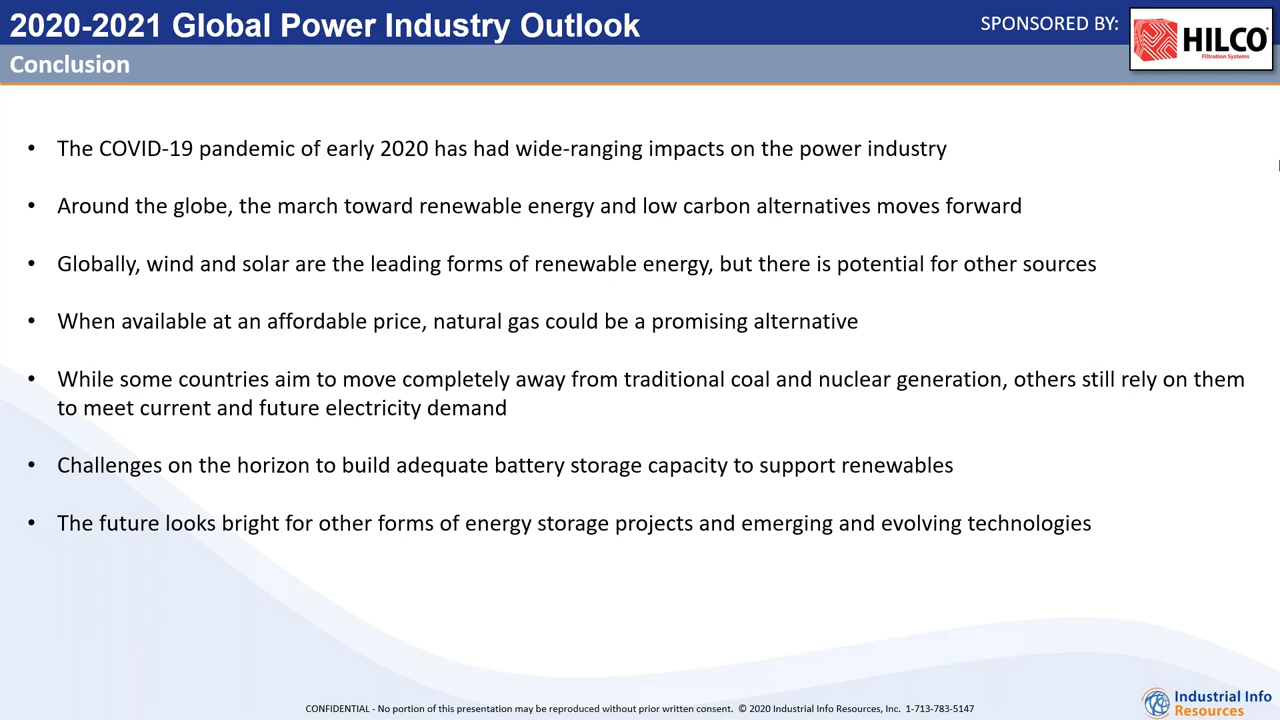 2020-2021 Global Power Industry Outlook
SPONSORED BY:
HILCO
Filtration Systems
Conclusion
• The COVID-19 pandemic of early 2020 has had wide-ranging impacts on the power industry
• Around the globe, the march toward renewable energy and low carbon alternatives moves forward
• Globally, wind and solar are the leading forms of renewable energy, but there is potential for other sources
• When available at an affordable price, natural gas could be a promising alternative
• While some countries aim to move completely away from traditional coal and nuclear generation, others still rely on them
to meet current and future electricity demand
• Challenges on the horizon to build adequate battery storage capacity to support renewables
• The future looks bright for other forms of energy storage projects and emerging and evolving technologies
CONFIDENTIAL - No portion of this presentation may be reproduced without prior written consent. © 2020 Industrial Info Resources, Inc. 1-713-783-5147
Industrial Info
Resources